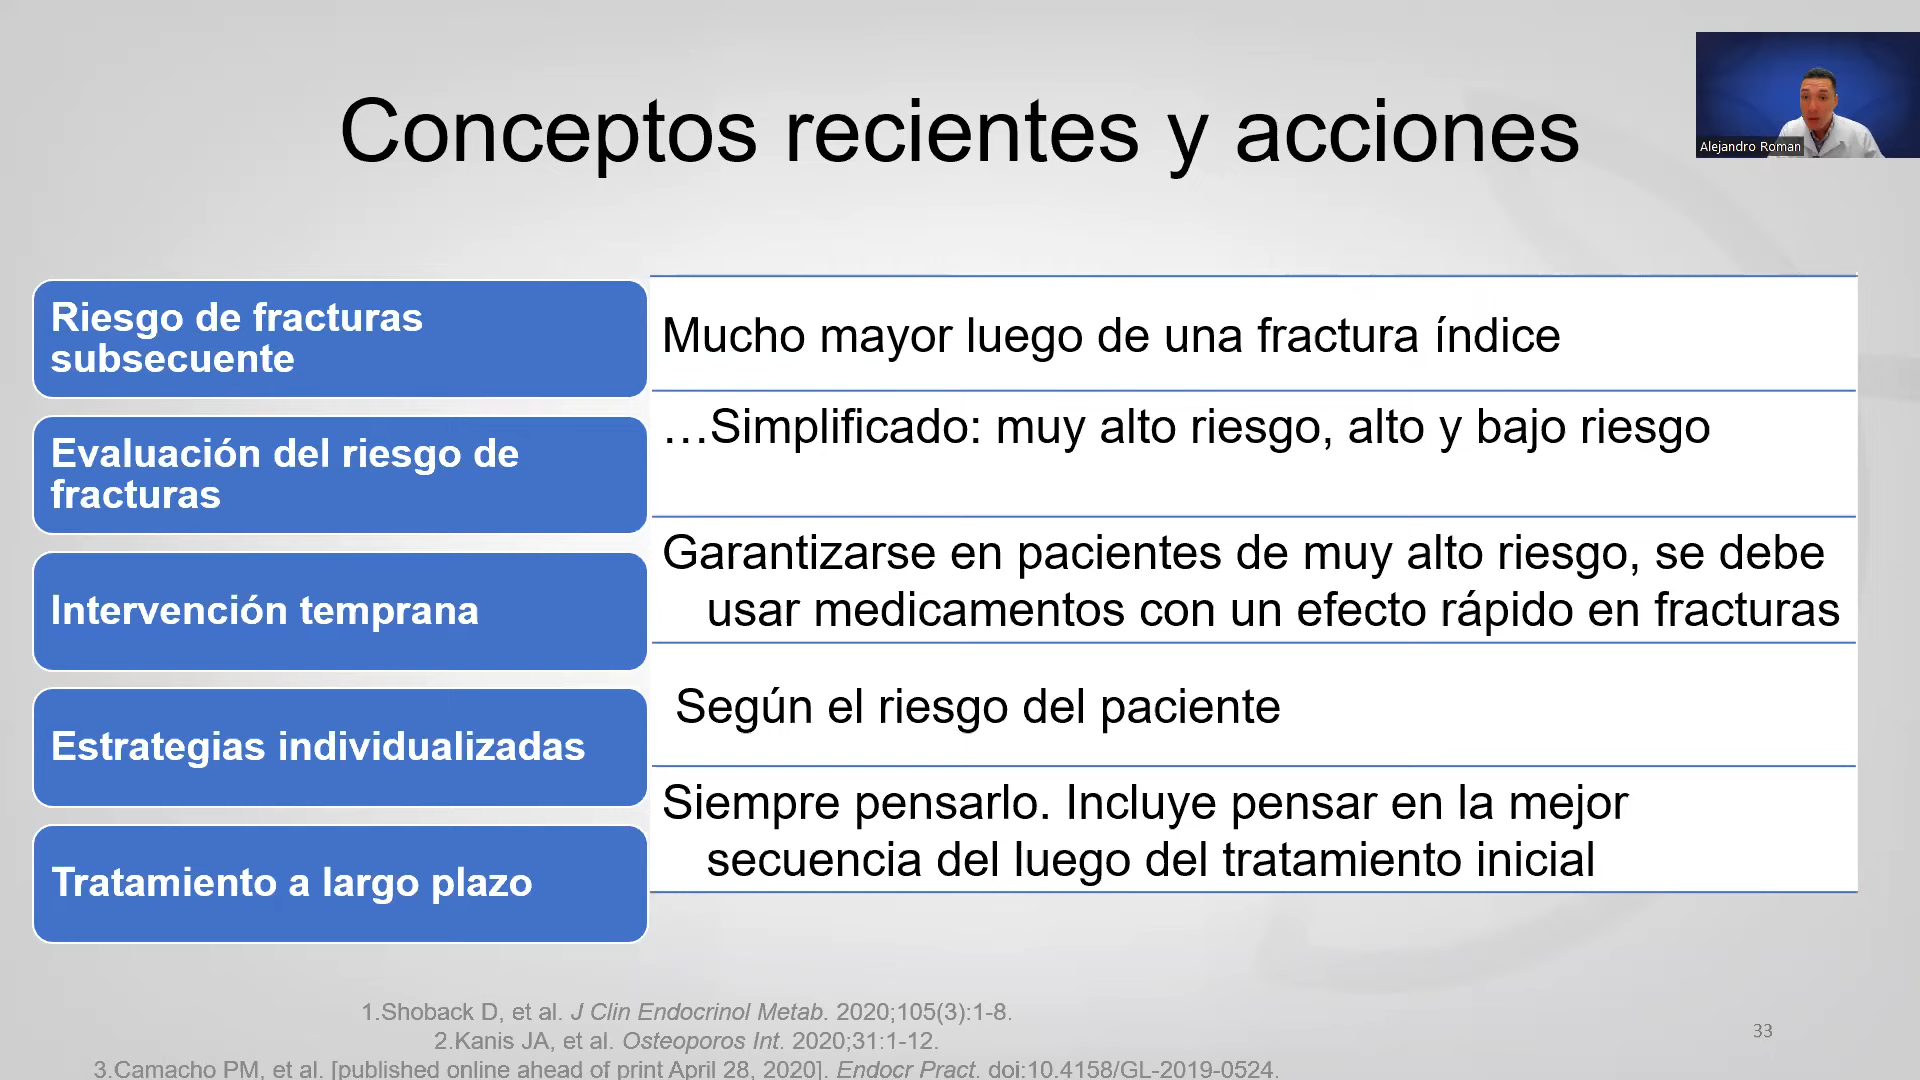 Conceptos recientes y acciones
Alejandro Roman
Riesgo de fracturas
subsecuente
Mucho mayor luego de una fractura índice
Evaluación del riesgo de
fracturas
…Simplificado: muy alto riesgo, alto y bajo riesgo
Intervención temprana
Garantizarse en pacientes de muy alto riesgo, se debe
usar medicamentos con un efecto rápido en fracturas
Estrategias individualizadas
Según el riesgo del paciente
Tratamiento a largo plazo
Siempre pensarlo. Incluye pensar en la mejor
secuencia del luego del tratamiento inicial
1.Shoback D, et al. J Clin Endocrinol Metab. 2020;105(3):1-8.
2.Kanis JA, et al. Osteoporos Int. 2020;31:1-12.
3.Camacho PM, et al. [published online ahead of print April 28, 2020]. Endocr Pract. doi:10.4158/GL-2019-0524.
33